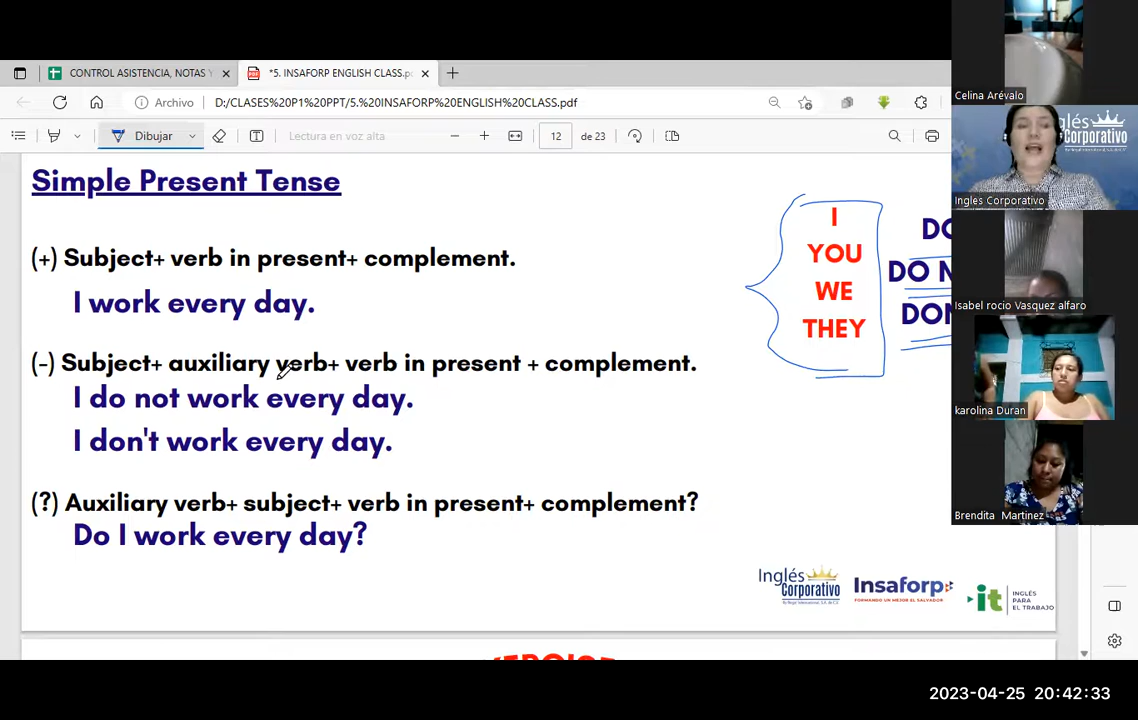 CONTROL ASISTENCIA, NOTAS Y
*5. INSAFORP ENGLISH CLASS.pc
Archivo
D:/CLASES%20P1%20PPT/5.%20INSAFORP%20ENGLISH%20CLASS.pdf
Dibujar
Lectura en voz alta
12
de 23
Simple Present Tense
(+) Subject+ verb in present+ complement.
I work every day.
(-) Subject+ auxiliary verb+ verb in present + complement.
I do not work every day.
I don't work every day.
(?) Auxiliary verb+ subject+ verb in present+ complement?
Do I work every day?
I
YOU
WE
THEY
DO
DO N
DON
Inglés
Corporativo
Insaforp
FORMANDO UN MEJOR EL SALVADOR
it
INGLÉS
PARA
EL TRABAJO
Celina Arévalo
glés
Corporativo
Ingles Corporativo
Isabel rocio Vasquez alfaro
karolina Duran
Brendita Martinez
2023-04-25 20:42:33